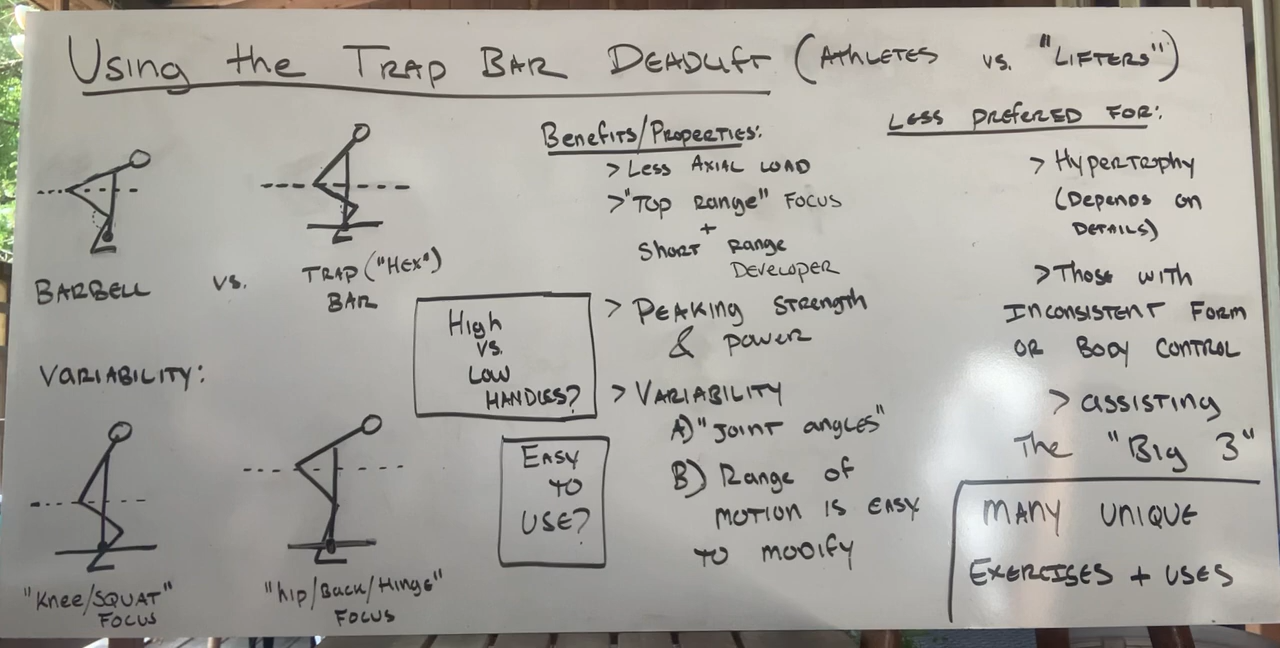 Using the TRAP BAR DEADLIFT (ATHLETES vs. "LIFTERS")
BARBELL vs. TRAP ("HEX")
BAR
VARIABILITY:
"Knee/SQUAT"
FOCUS
"hip/Back/Hinge"
FOCUS
High
vs.
Low
HANDLES?
EASY
TO
USE?
Benefits/Properties:
> Less AXIAL LOAD
> "TOP Range" FOCUS
+
Short Range
DEVELOPER
> PEAKING STRENGTH
& POWER
> VARIABILITY
A) "JOINT angles"
B) Range of
MOTION IS EASY
TO MODIFY
Less Preferred FOR:
> HYPERTROPHY
(Depends on
DETAILS)
> Those with
INCONSISTENT FORM
OR BODY CONTROL
> assisting
The "Big 3"
MANY UNIQUE
EXERCISES + USES